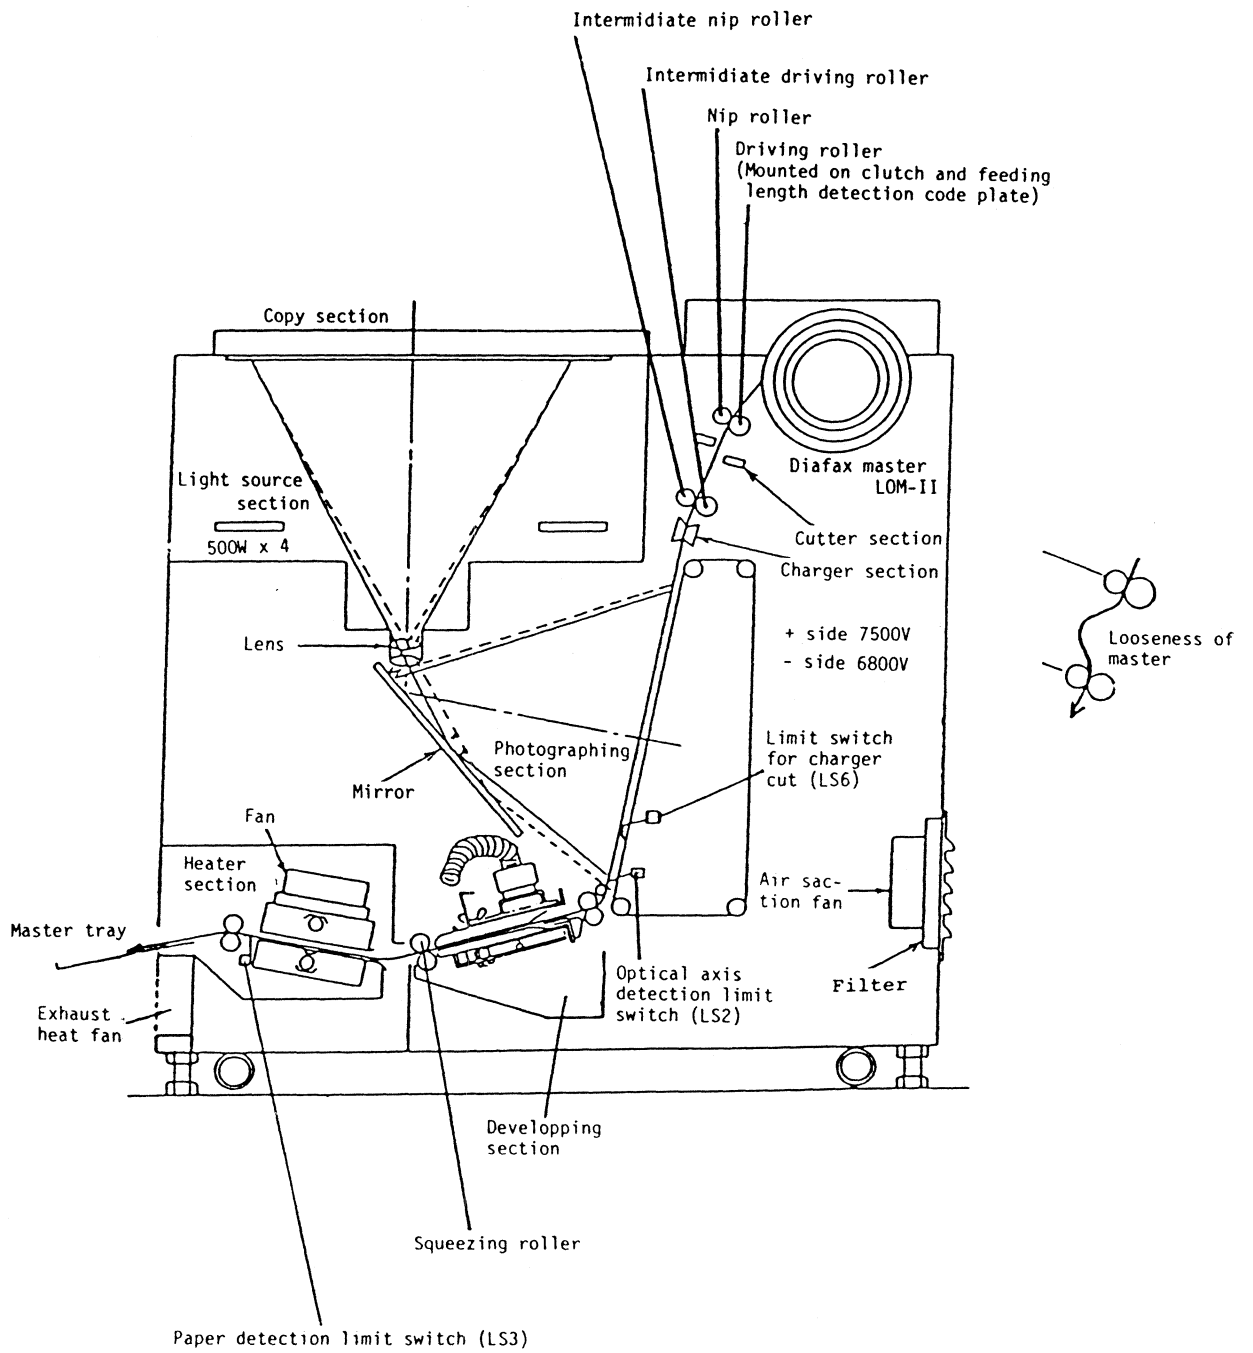 Intermidiate nip roller
Intermidiate driving roller
Nip roller
Driving roller
(Mounted on clutch and feeding
length detection code plate)
Copy section
Light source
section
500W x 4
Diafax master
LOM-II
Cutter section
Charger section
Lens
+ side 7500V
- side 6800V
Looseness of
master
Photographing
section
Mirror
Limit switch
for charger
cut (LS6)
Fan
Heater
section
Air sac-
tion fan
Master tray
Optical axis
detection limit
switch (LS2)
Filter
Exhaust
heat fan
Developping
section
Squeezing roller
Paper detection limit switch (LS3)